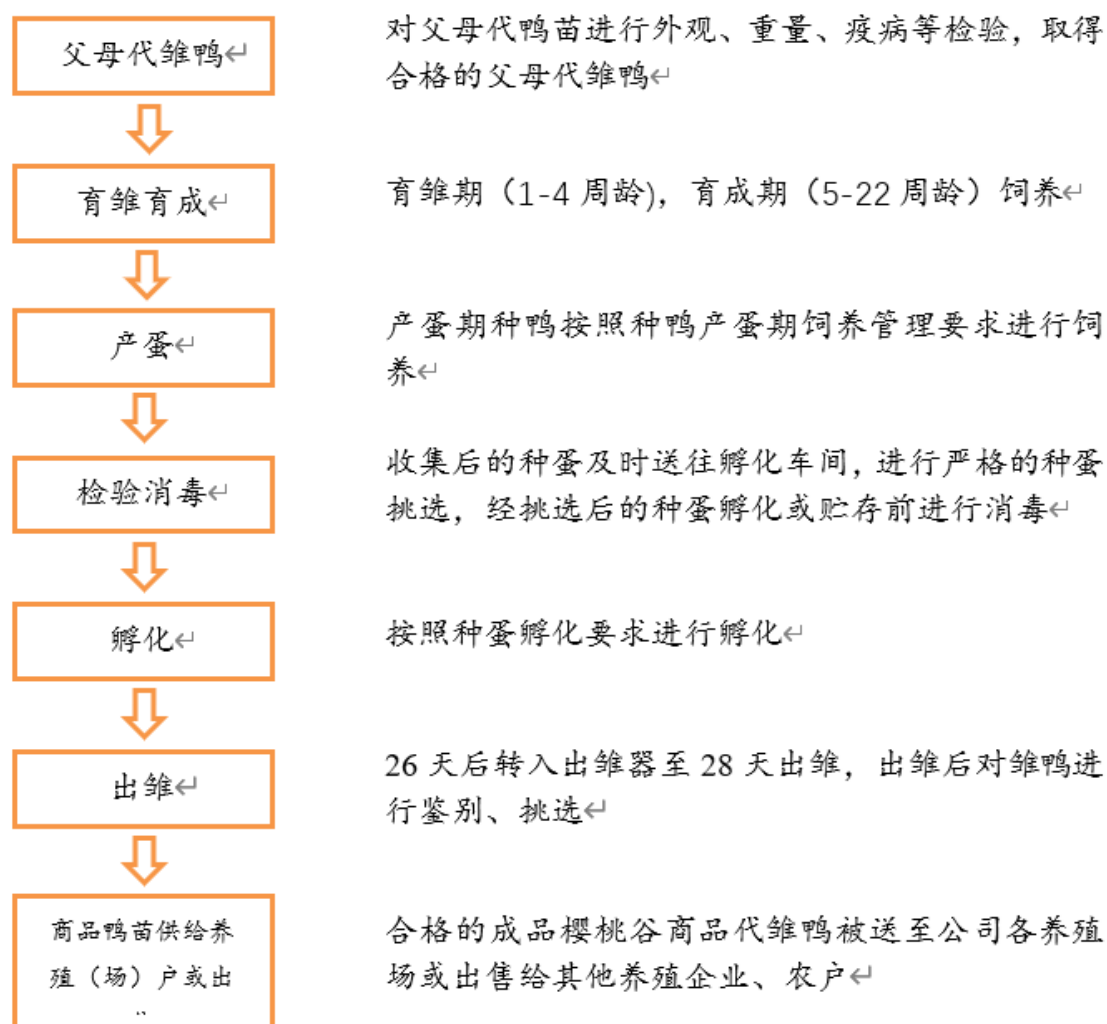 父母代雏鸭↵
对父母代鸭苗进行外观、重量、疫病等检验，取得
合格的父母代雏鸭↵
育雏育成↵
育雏期（1-4 周龄)，育成期（5-22 周龄）饲养↵
产蛋↵
产蛋期种鸭按照种鸭产蛋期饲养管理要求进行饲
养↵
检验消毒↵
收集后的种蛋及时送往孵化车间，进行严格的种蛋
挑选，经挑选后的种蛋孵化或贮存前进行消毒↵
孵化↵
按照种蛋孵化要求进行孵化↵
出雏↵
26 天后转入出雏器至 28 天出雏，出雏后对雏鸭进
行鉴别、挑选↵
商品鸭苗供给养
殖（场）户或出
合格的成品樱桃谷商品代雏鸭被送至公司各养殖
场或出售给其他养殖企业、农户↵